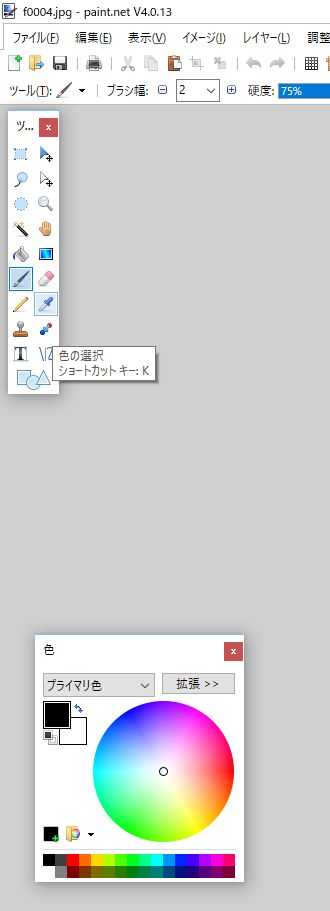 f0004.jpg - paint.net V4.0.13
ファイル(F) 編集(E) 表示(V) イメージ(I) レイヤー(L) 調整
ツール(T): ブラシ幅: 2 硬度: 75%
ツ...
色の選択
ショートカット キー: K
色
プライマリ色 拡張 >>